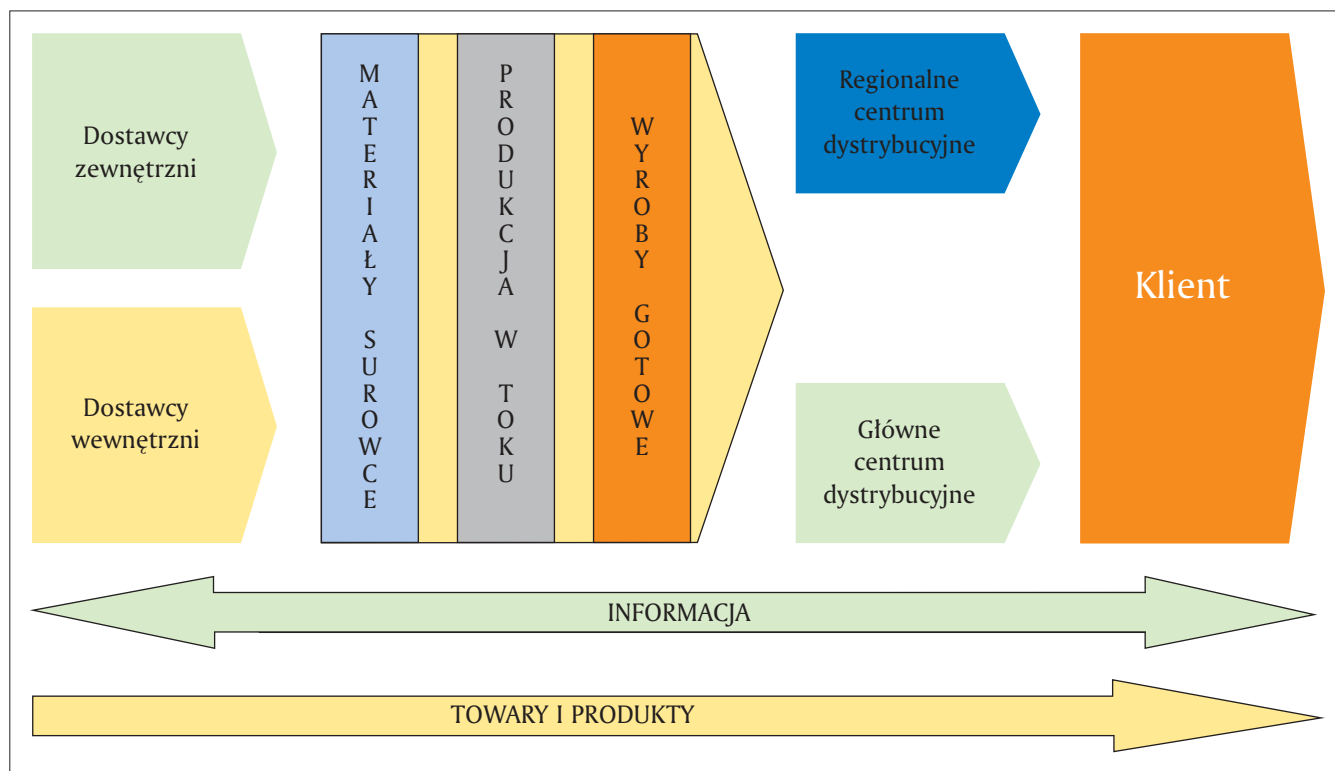 Dostawcy
zewnętrzni
Dostawcy
wewnętrzni
MATERIAŁY SUROWCE
PRODUKCJA W TOKU
WYROBY GOTOWE
Regionalne
centrum
dystrybucyjne
Główne
centrum
dystrybucyjne
Klient
INFORMACJA
TOWARY I PRODUKTY